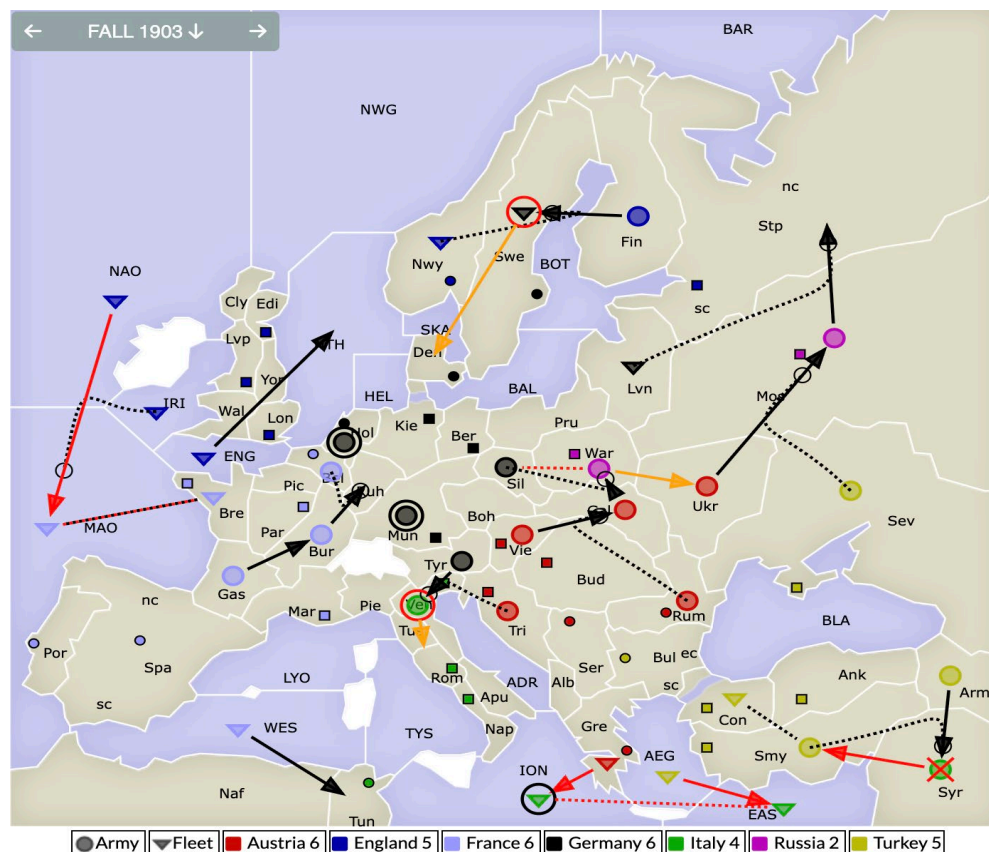 ← FALL 1903 ↓ →
BAR
NWG
nc
Stp
NAO
Fin
Nwy
Swe
BOT
Cly Edi
sc
SKA
Lvp
Den
TH
Lvn
Yor
IRI
HEL
BAL
Mos
Wal
Lon
Kie
Pru
Ber
Hol
ENG
War
Pic
Bel
Ruh
Sil
Bre
Gal
Ukr
MAO
Par
Boh
Sev
Mun
Bur
Vie
Tyr
Bud
Gas
nc
Mar
Pie
Ven
Rum
Tri
Tus
BLA
Por
Spa
Ser
Bul ec
LYO
Rom
ADR
Alb
sc
Ank
Arm
sc
Apu
Con
WES
TYS
Nap
Gre
AEG
Smy
ION
Naf
Syr
Tun
EAS
Army Fleet Austria 6 England 5 France 6 Germany 6 Italy 4 Russia 2 Turkey 5